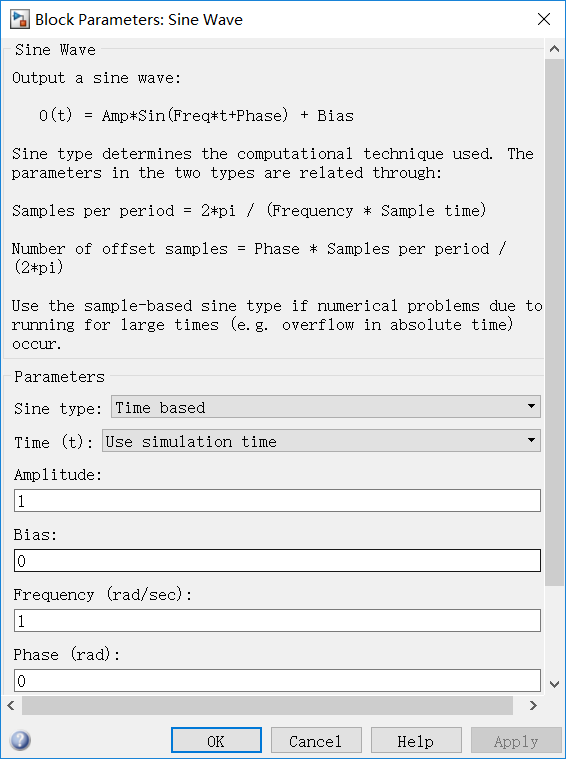 Block Parameters: Sine Wave
Sine Wave
Output a sine wave:
O(t) = Amp*Sin(Freq*t+Phase) + Bias
Sine type determines the computational technique used. The
parameters in the two types are related through:
Samples per period = 2*pi / (Frequency * Sample time)
Number of offset samples = Phase * Samples per period /
(2*pi)
Use the sample-based sine type if numerical problems due to
running for large times (e.g. overflow in absolute time)
occur.
Parameters
Sine type: Time based
Time (t): Use simulation time
Amplitude:
1
Bias:
0
Frequency (rad/sec):
1
Phase (rad):
0
OK Cancel Help Apply